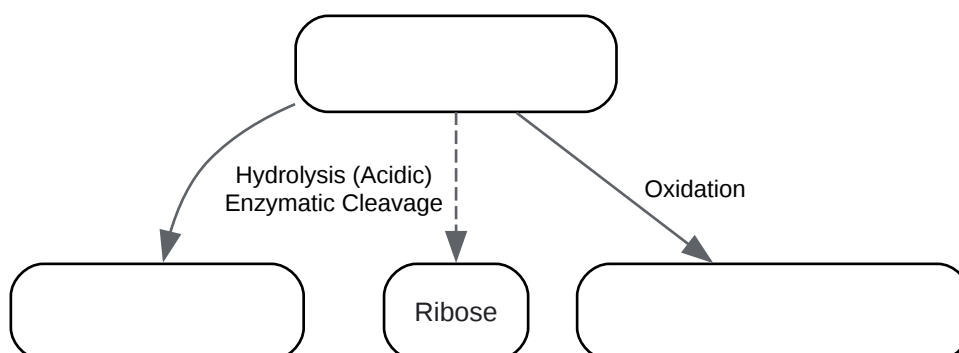 Hydrolysis (Acidic)
Enzymatic Cleavage
Oxidation
Ribose